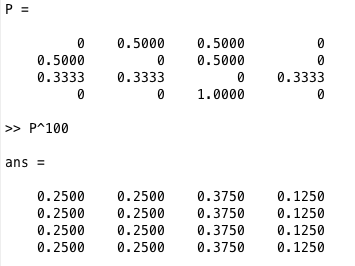 P =
0 0.5000 0.5000 0
0.5000 0 0.5000 0
0.3333 0.3333 0 0.3333
0 0 1.0000 0
>> P^100
ans =
0.2500 0.2500 0.3750 0.1250
0.2500 0.2500 0.3750 0.1250
0.2500 0.2500 0.3750 0.1250
0.2500 0.2500 0.3750 0.1250